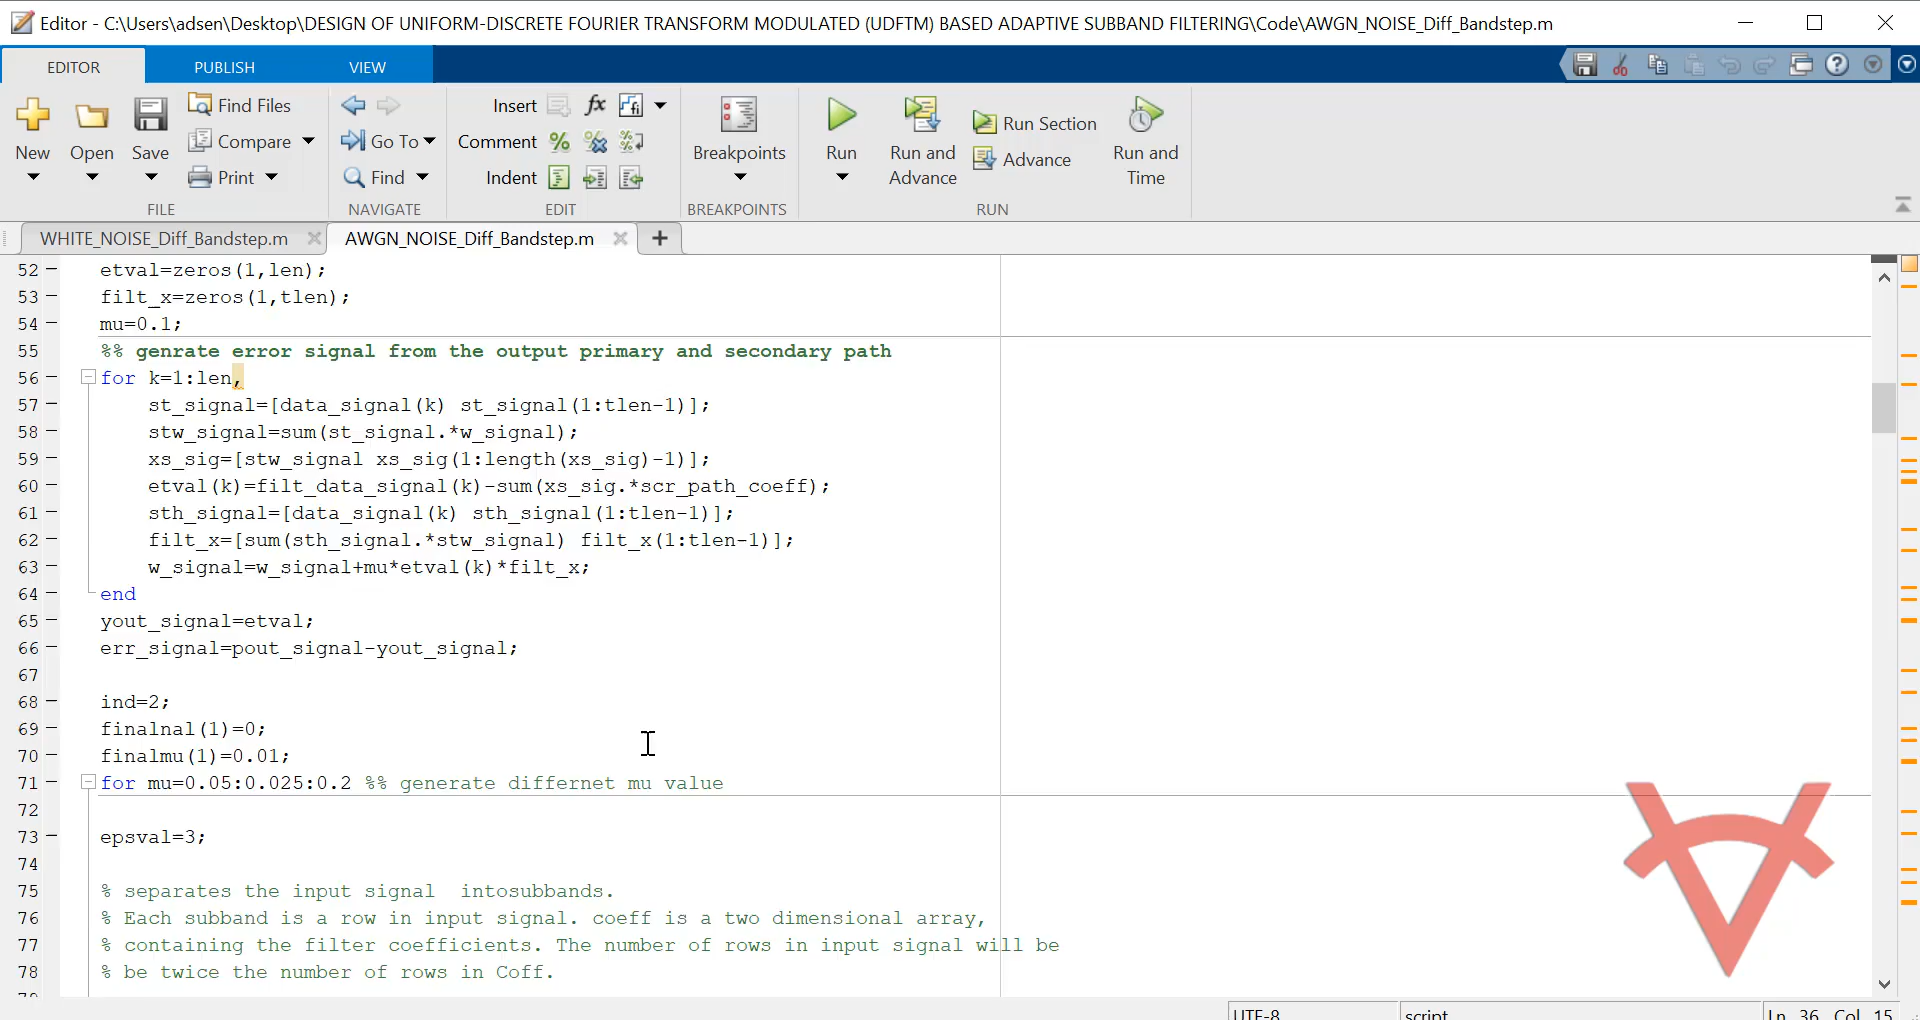 Editor - C:\Users\adsen\Desktop\DESIGN OF UNIFORM-DISCRETE FOURIER TRANSFORM MODULATED (UDFTM) BASED ADAPTIVE SUBBAND FILTERING\Code\AWGN_NOISE_Diff_Bandstep.m
EDITOR PUBLISH VIEW
New Open Save Find Files Compare Print
Go To Find
Insert fx Comment Indent
Breakpoints
Run Run and Advance Run Section Advance Run and Time
FILE NAVIGATE EDIT BREAKPOINTS RUN
WHITE_NOISE_Diff_Bandstep.m AWGN_NOISE_Diff_Bandstep.m
52 etval=zeros(1,len);
53 filt_x=zeros(1,tlen);
54 mu=0.1;
55 %% genrate error signal from the output primary and secondary path
56 for k=1:len,
57 st_signal=[data_signal(k) st_signal(1:tlen-1)];
58 stw_signal=sum(st_signal.*w_signal);
59 xs_sig=[stw_signal xs_sig(1:length(xs_sig)-1)];
60 etval(k)=filt_data_signal(k)-sum(xs_sig.*scr_path_coeff);
61 sth_signal=[data_signal(k) sth_signal(1:tlen-1)];
62 filt_x=[sum(sth_signal.*stw_signal) filt_x(1:tlen-1)];
63 w_signal=w_signal+mu*etval(k)*filt_x;
64 end
65 yout_signal=etval;
66 err_signal=pout_signal-yout_signal;
67
68 ind=2;
69 finalnal(1)=0;
70 finalmu(1)=0.01;
71 for mu=0.05:0.025:0.2 %% generate differnet mu value
72
73 epsval=3;
74
75 % separates the input signal  intosubbands.
76 % Each subband is a row in input signal. coeff is a two dimensional array,
77 % containing the filter coefficients. The number of rows in input signal will be
78 % be twice the number of rows in Coff.
UTF-8 script Ln 36 Col 15